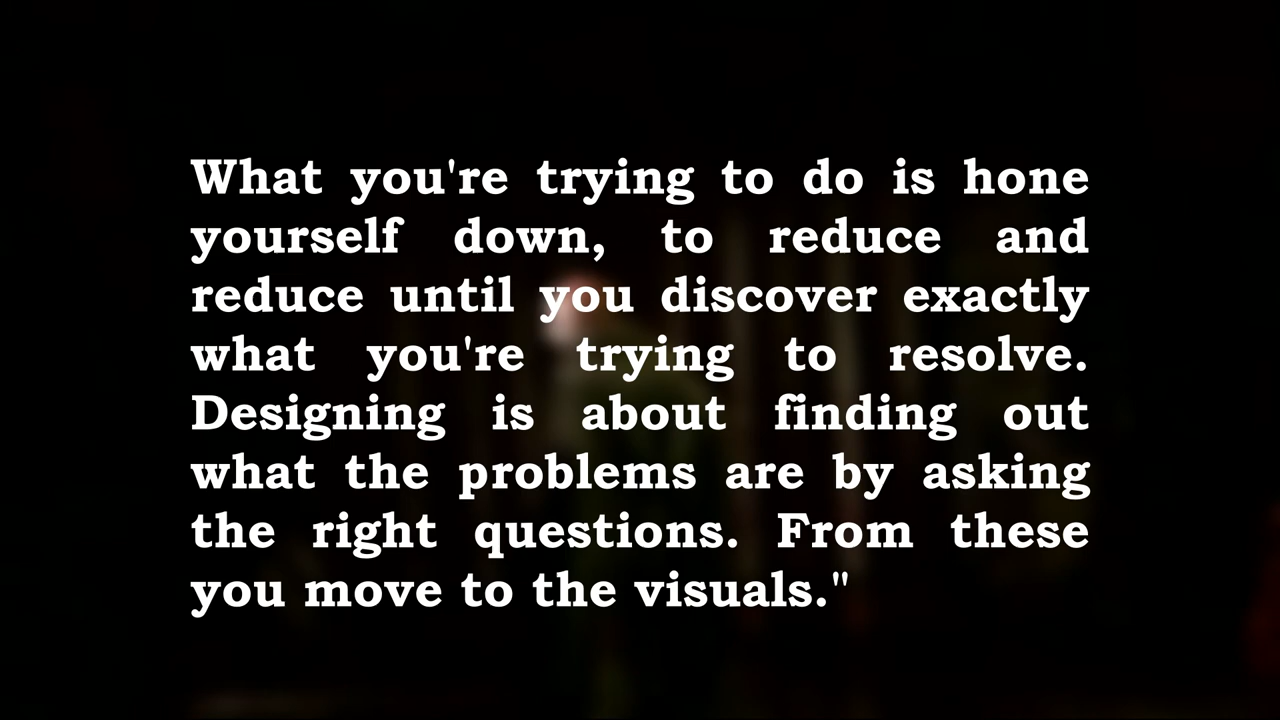 What you're trying to do is hone
yourself down, to reduce and
reduce until you discover exactly
what you're trying to resolve.
Designing is about finding out
what the problems are by asking
the right questions. From these
you move to the visuals."